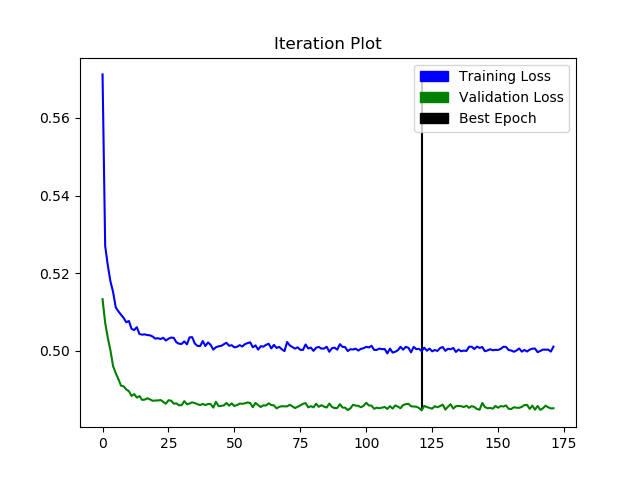 Iteration Plot
Training Loss
Validation Loss
Best Epoch
0.56
0.54
0.52
0.50
0 25 50 75 100 125 150 175